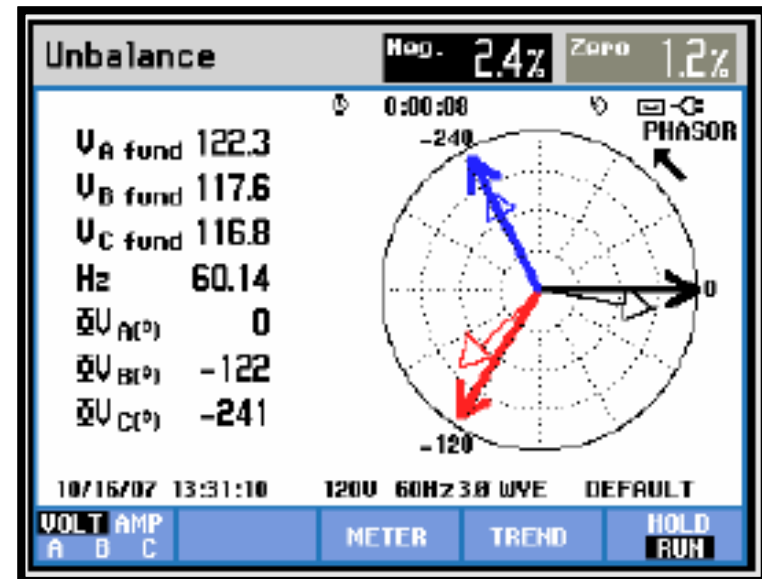 Unbalance Neg. 2.4% Zero 1.2%
0:00:08
PHASOR
VA fund 122.3
VB fund 117.6
VC fund 116.8
Hz 60.14
ΦVA(°) 0
ΦVB(°) -122
ΦVC(°) -241
-240
0
-120
10/16/07 13:31:10 120V 60Hz 3Ø WYE DEFAULT
VOLT AMP
A B C
METER
TREND
HOLD
RUN